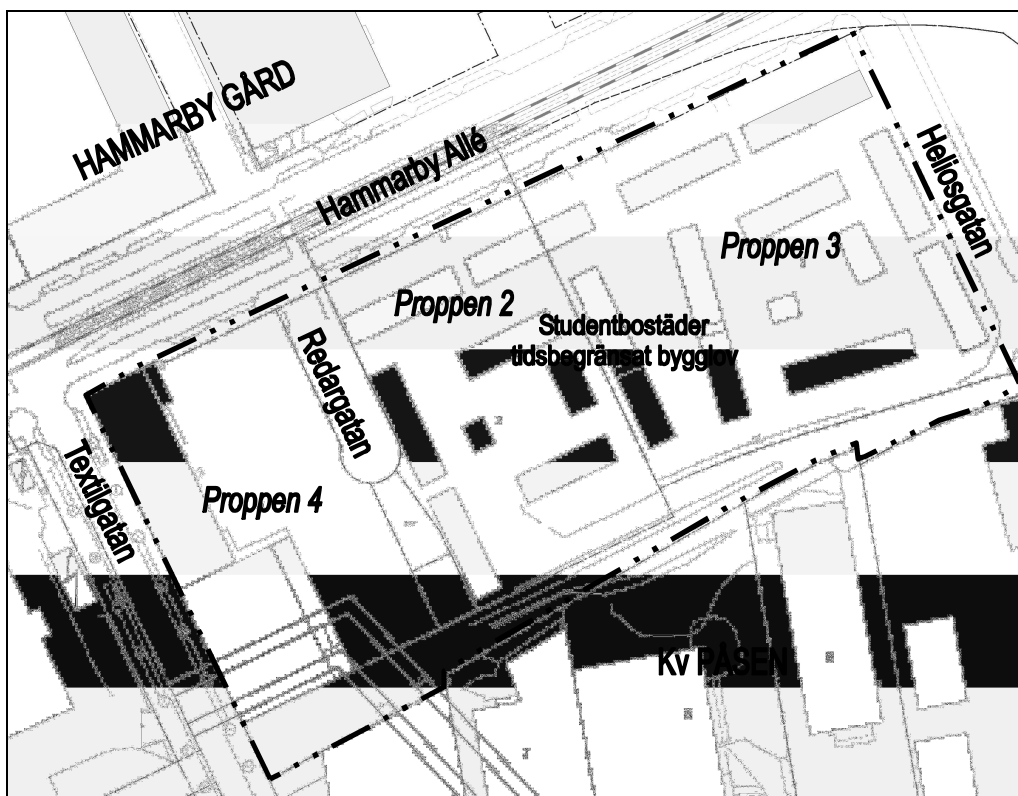 HAMMARBY GÅRD
Hammarby Allé
Heliosgatan
Proppen 3
Proppen 2
Studentbostäder
tidsbegränsat bygglov
Redargatan
Textilgatan
Proppen 4
Kv PÅSEN